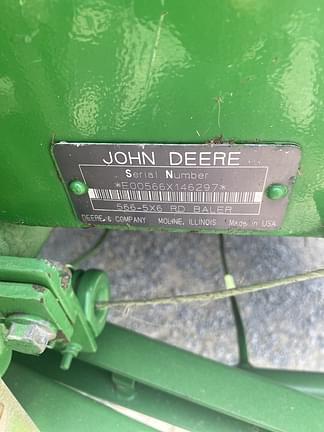 JOHN DEERE
Serial Number
*E00566X146297*
566-5X6 RD BALER
DEERE & COMPANY MOLINE, ILLINOIS Made in USA